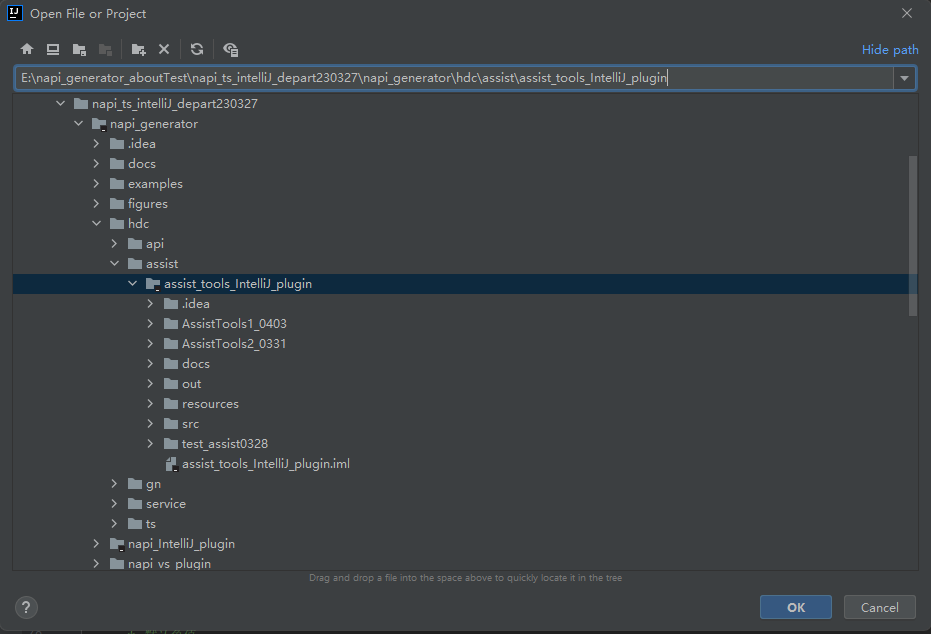 IJ Open File or Project
Hide path
E:\napi_generator_aboutTest\napi_ts_intelliJ_depart230327\napi_generator\hdc\assist\assist_tools_IntelliJ_plugin
napi_ts_intelliJ_depart230327
napi_generator
.idea
docs
examples
figures
hdc
api
assist
assist_tools_IntelliJ_plugin
.idea
AssistTools1_0403
AssistTools2_0331
docs
out
resources
src
test_assist0328
assist_tools_IntelliJ_plugin.iml
gn
service
ts
napi_IntelliJ_plugin
napi_vs_plugin
Drag and drop a file into the space above to quickly locate it in the tree
? OK Cancel